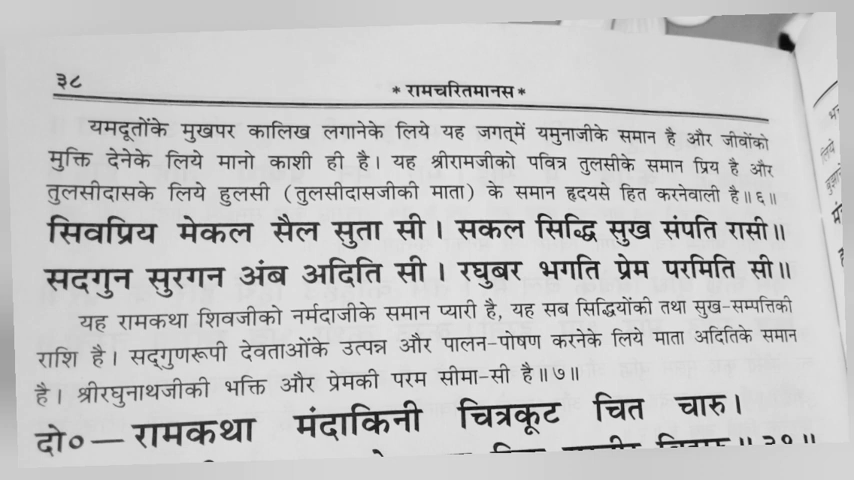 ३८
* रामचरितमानस *
यमदूतोंके मुखपर कालिख लगानेके लिये यह जगत्‌में यमुनाजीके समान है और जीवोंको
मुक्ति देनेके लिये मानो काशी ही है। यह श्रीरामजीको पवित्र तुलसीके समान प्रिय है और
तुलसीदासके लिये हुलसी (तुलसीदासजीकी माता) के समान हृदयसे हित करनेवाली है॥६॥
सिवप्रिय मेकल सैल सुता सी। सकल सिद्धि सुख संपति रासी॥
सदगुन सुरगन अंब अदिति सी। रघुबर भगति प्रेम परमिति सी॥
यह रामकथा शिवजीको नर्मदाजीके समान प्यारी है, यह सब सिद्धियोंकी तथा सुख-सम्पत्तिकी
राशि है। सद्‌गुणरूपी देवताओंके उत्पन्न और पालन-पोषण करनेके लिये माता अदितिके समान
है। श्रीरघुनाथजीकी भक्ति और प्रेमकी परम सीमा-सी है॥७॥
दो०—रामकथा मंदाकिनी चित्रकूट चित चारु।